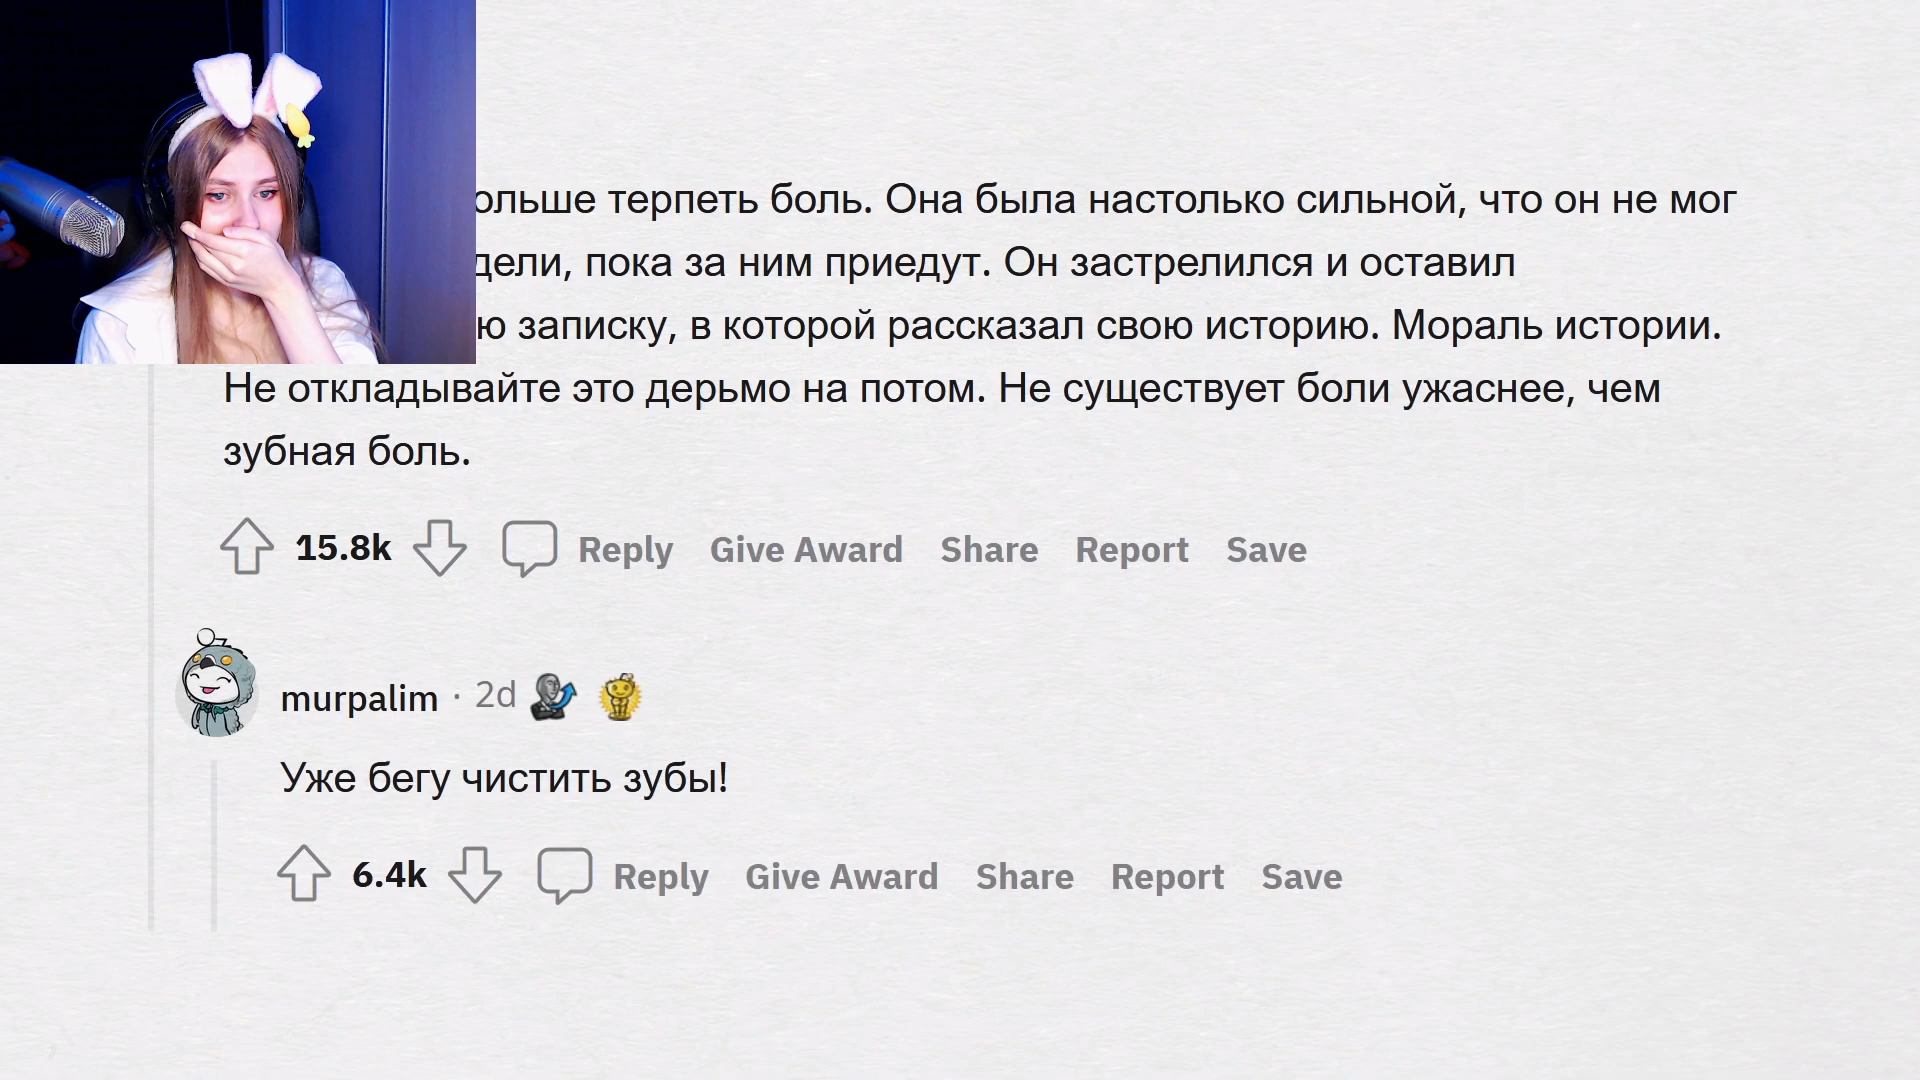 ольше терпеть боль. Она была настолько сильной, что он не мог
дели, пока за ним приедут. Он застрелился и оставил
ю записку, в которой рассказал свою историю. Мораль истории.
Не откладывайте это дерьмо на потом. Не существует боли ужаснее, чем
зубная боль.
15.8k Reply Give Award Share Report Save
murpalim · 2d
Уже бегу чистить зубы!
6.4k Reply Give Award Share Report Save